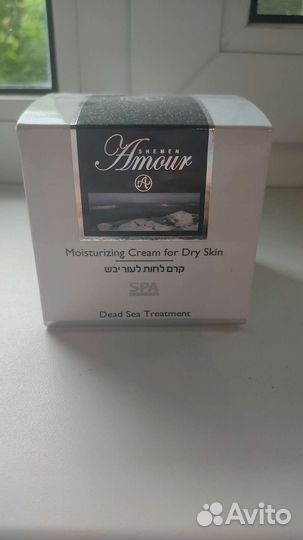 SHEMEN
Amour
A
Moisturizing Cream for Dry Skin
קרם לחות לעור יבש
SPA
Dead Sea Treatment
Avito